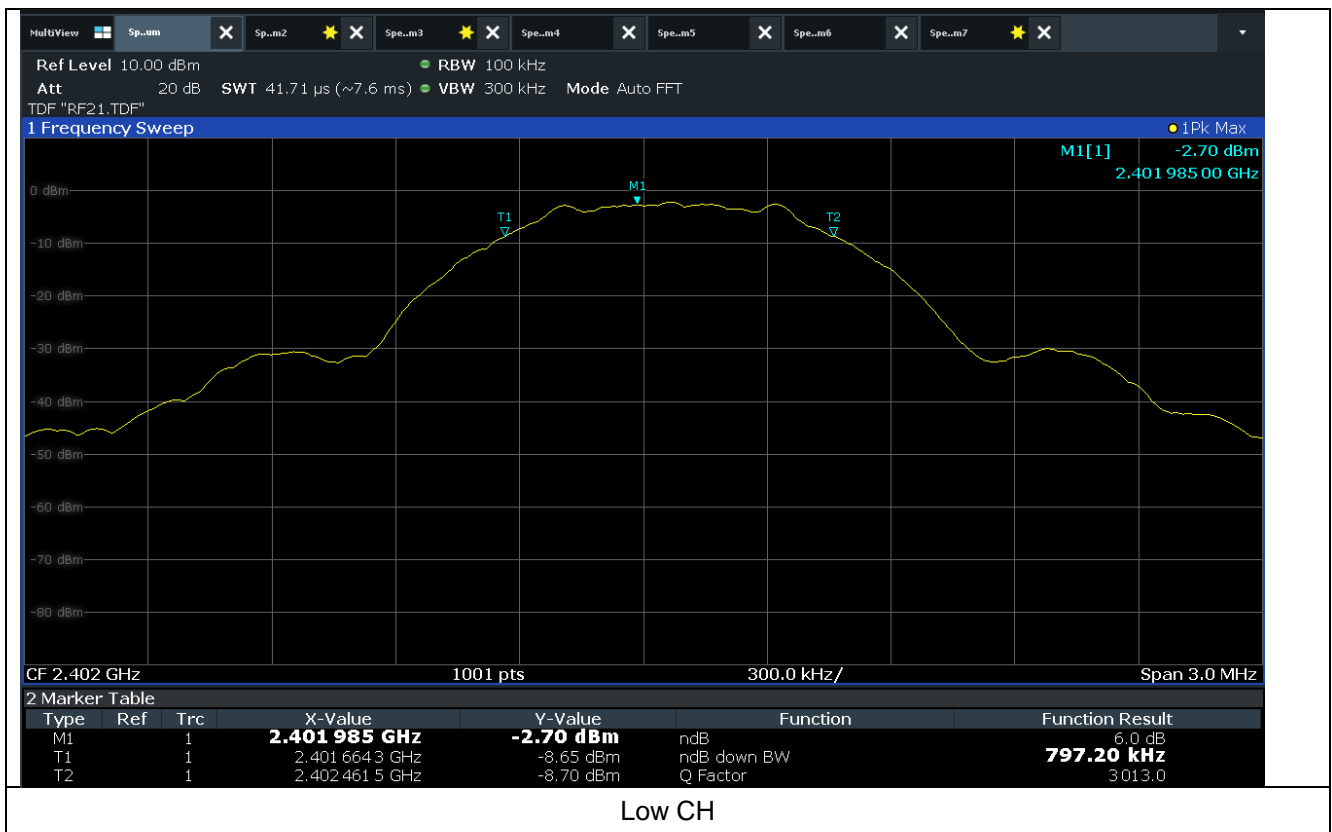 MultiView Sp..um Sp..m2 Spe..m3 Spe..m4 Spe..m5 Spe..m6 Spe..m7
Ref Level 10.00 dBm RBW 100 kHz
Att 20 dB SWT 41.71 µs (~7.6 ms) VBW 300 kHz Mode Auto FFT
TDF "RF21.TDF"
1 Frequency Sweep 1Pk Max
M1[1] -2.70 dBm
2.401 985 00 GHz
0 dBm
M1
T1 T2
-10 dBm
-20 dBm
-30 dBm
-40 dBm
-50 dBm
-60 dBm
-70 dBm
-80 dBm
CF 2.402 GHz 1001 pts 300.0 kHz/ Span 3.0 MHz
2 Marker Table
Type Ref Trc X-Value Y-Value Function Function Result
M1 1 2.401 985 GHz -2.70 dBm ndB 6.0 dB
T1 1 2.401 664 3 GHz -8.65 dBm ndB down BW 797.20 kHz
T2 1 2.402 461 5 GHz -8.70 dBm Q Factor 3 013.0
Low CH